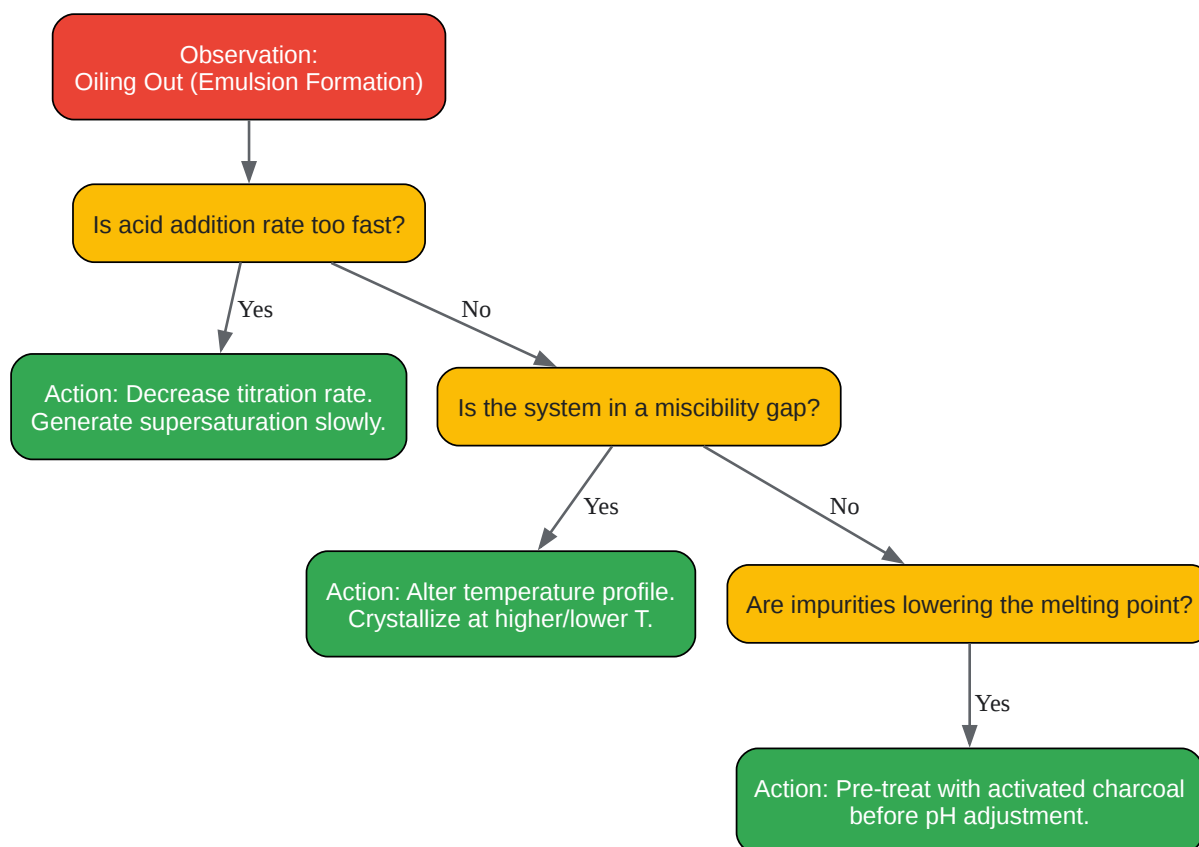 Observation:
Oiling Out (Emulsion Formation)
Is acid addition rate too fast?
Yes
No
Action: Decrease titration rate.
Generate supersaturation slowly.
Is the system in a miscibility gap?
Yes
No
Action: Alter temperature profile.
Crystallize at higher/lower T.
Are impurities lowering the melting point?
Yes
Action: Pre-treat with activated charcoal
before pH adjustment.